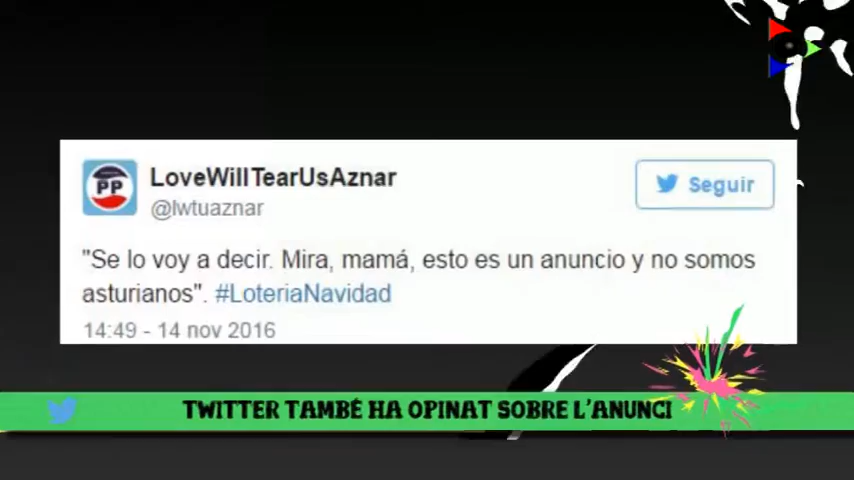 PP
LoveWillTearUsAznar
@lwtuaznar
Seguir
"Se lo voy a decir. Mira, mamá, esto es un anuncio y no somos
asturianos". #LoteriaNavidad
14:49 - 14 nov 2016
TWITTER TAMBÉ HA OPINAT SOBRE L'ANUNCI